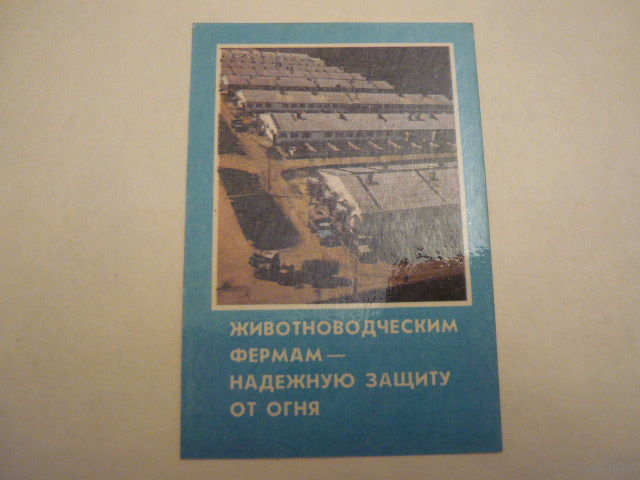 ЖИВОТНОВОДЧЕСКИМ
ФЕРМАМ —
НАДЕЖНУЮ ЗАЩИТУ
ОТ ОГНЯ